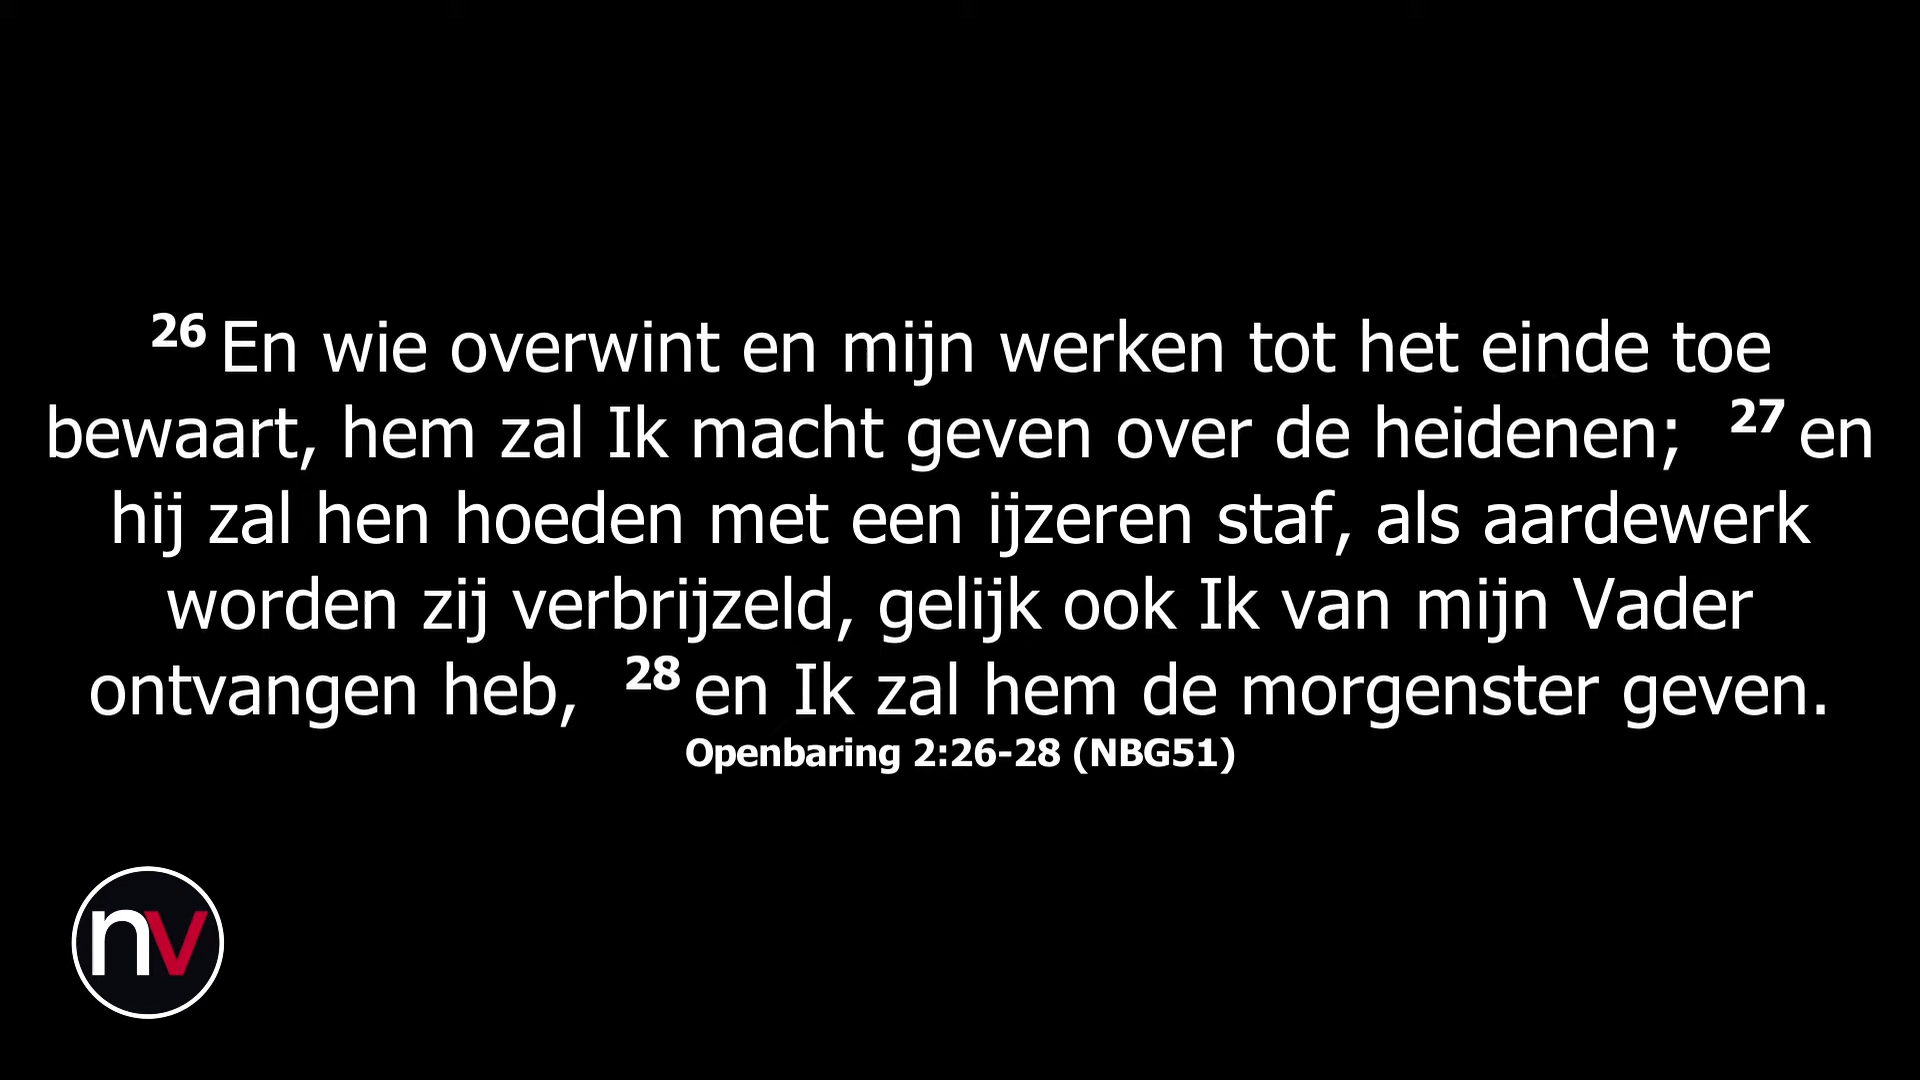 26 En wie overwint en mijn werken tot het einde toe
bewaart, hem zal Ik macht geven over de heidenen; 27 en
hij zal hen hoeden met een ijzeren staf, als aardewerk
worden zij verbrijzeld, gelijk ook Ik van mijn Vader
ontvangen heb, 28 en Ik zal hem de morgenster geven.
Openbaring 2:26-28 (NBG51)
nv